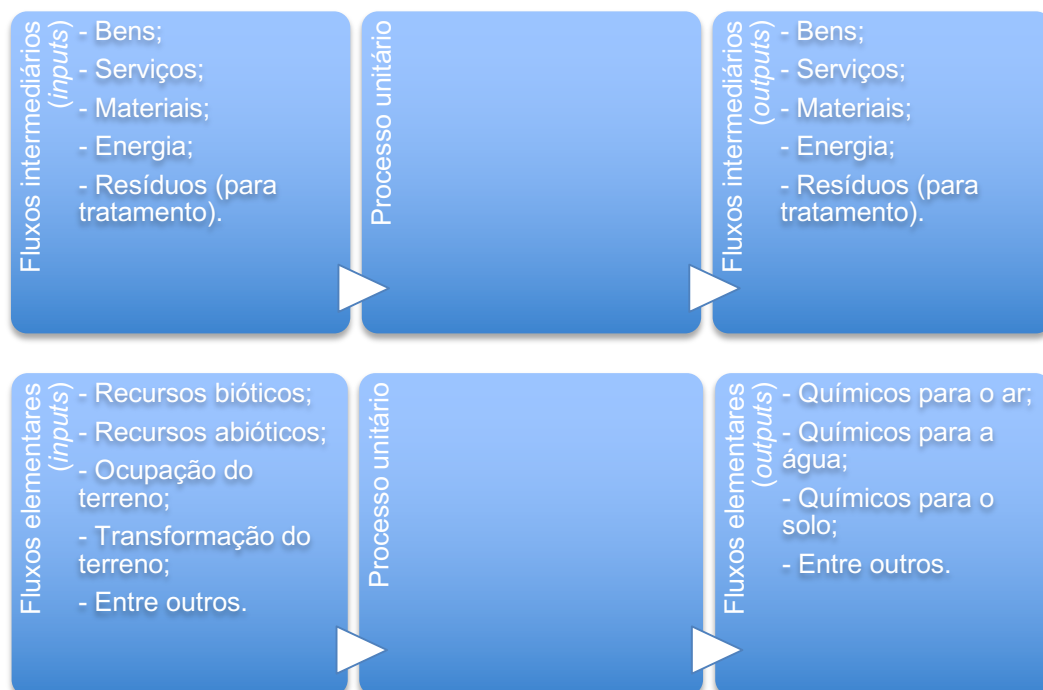 Fluxos intermediários
(inputs)
- Bens;
- Serviços;
- Materiais;
- Energia;
- Resíduos (para
tratamento).
Processo unitário
Fluxos intermediários
(outputs)
- Bens;
- Serviços;
- Materiais;
- Energia;
- Resíduos (para
tratamento).
Fluxos elementares
(inputs)
- Recursos bióticos;
- Recursos abióticos;
- Ocupação do
terreno;
- Transformação do
terreno;
- Entre outros.
Processo unitário
Fluxos elementares
(outputs)
- Químicos para o ar;
- Químicos para a
água;
- Químicos para o
solo;
- Entre outros.